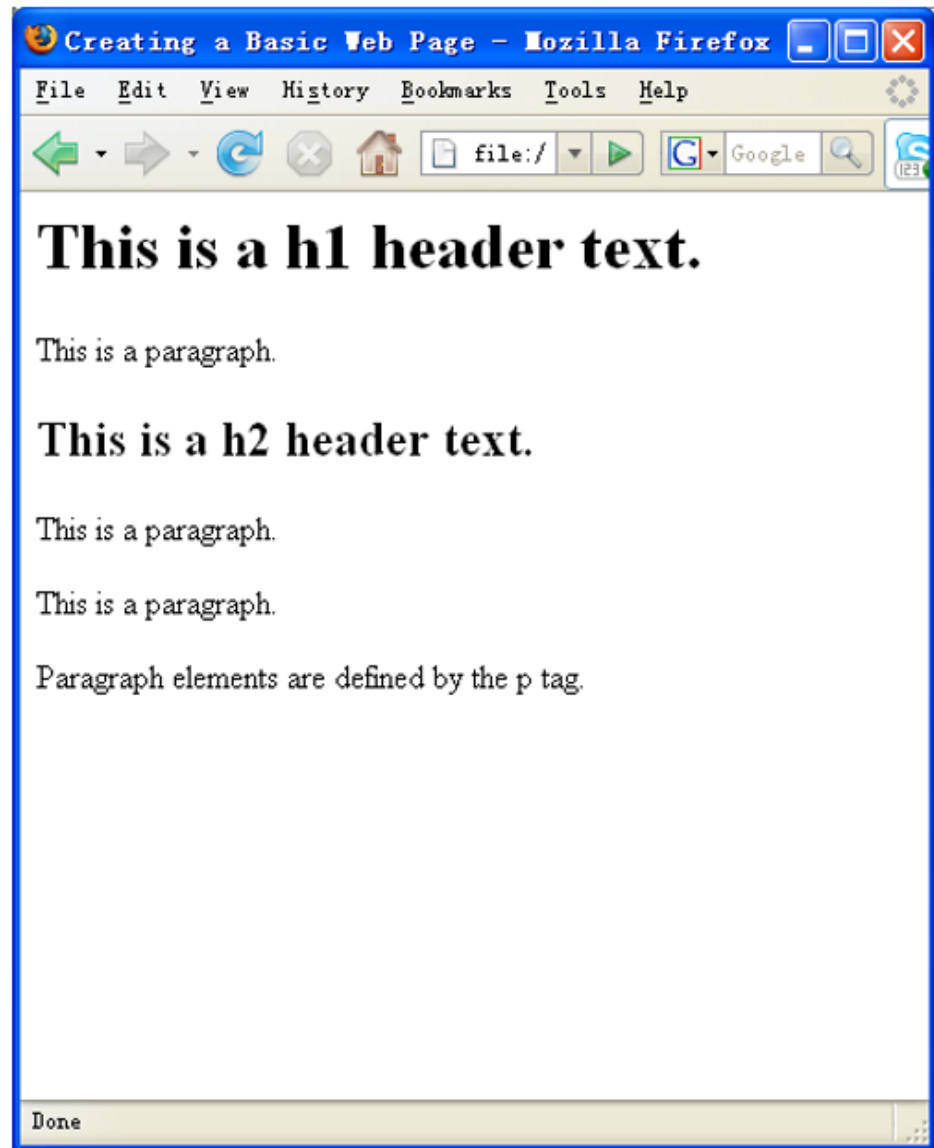 Creating a Basic Web Page - Mozilla Firefox
File Edit View History Bookmarks Tools Help
file:/ G Google 123
This is a h1 header text.
This is a paragraph.
This is a h2 header text.
This is a paragraph.
This is a paragraph.
Paragraph elements are defined by the p tag.
Done